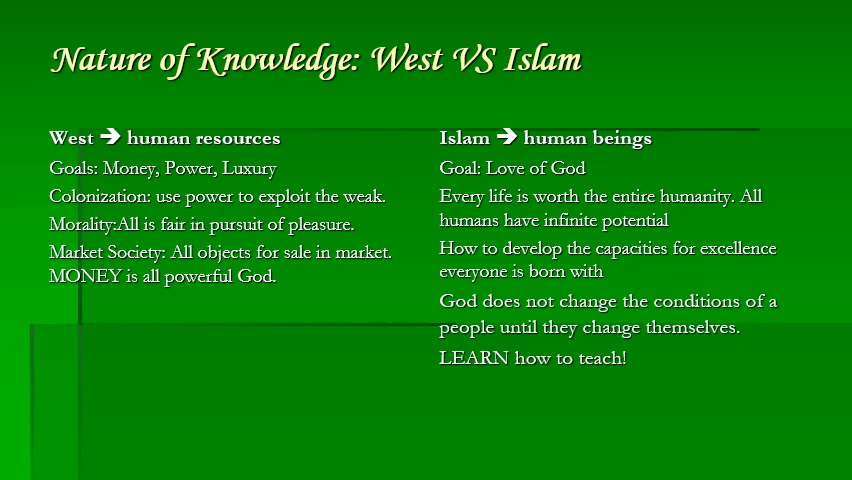 Nature of Knowledge: West VS Islam
West ➔ human resources
Goals: Money, Power, Luxury
Colonization: use power to exploit the weak.
Morality:All is fair in pursuit of pleasure.
Market Society: All objects for sale in market.
MONEY is all powerful God.
Islam ➔ human beings
Goal: Love of God
Every life is worth the entire humanity. All
humans have infinite potential
How to develop the capacities for excellence
everyone is born with
God does not change the conditions of a
people until they change themselves.
LEARN how to teach!